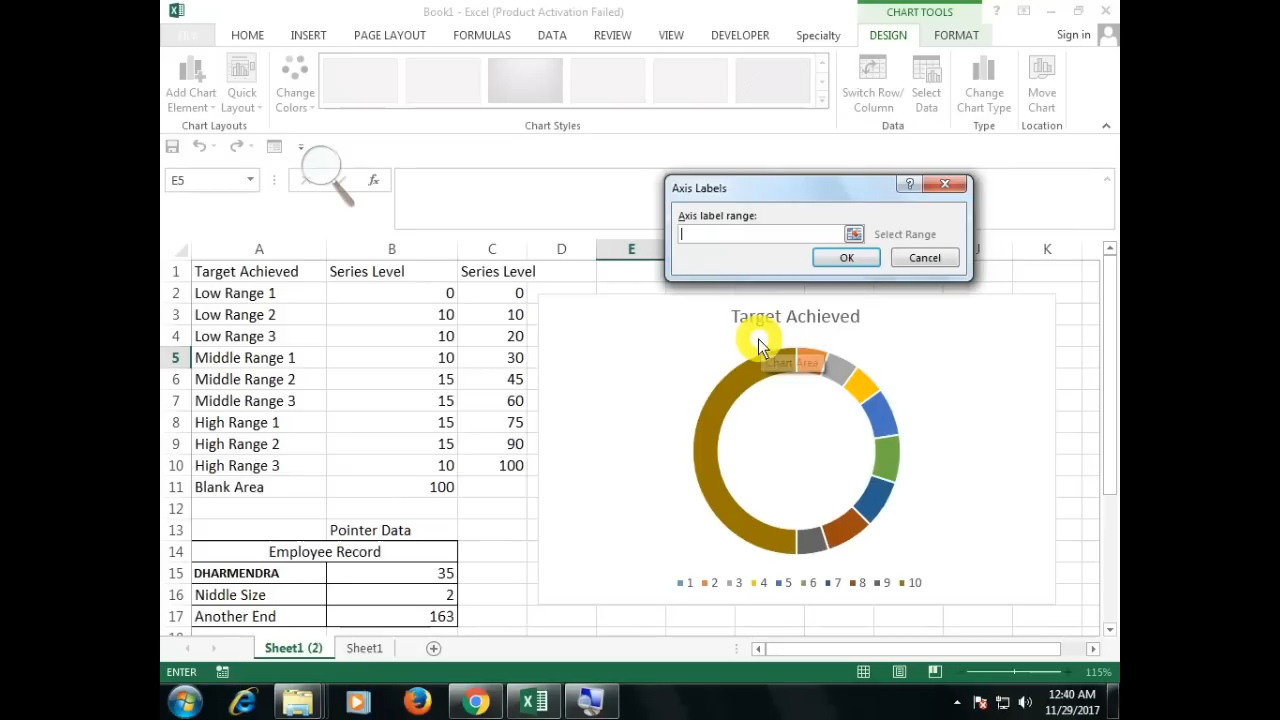 Book1 - Excel (Product Activation Failed)
CHART TOOLS
HOME INSERT PAGE LAYOUT FORMULAS DATA REVIEW VIEW DEVELOPER Specialty DESIGN FORMAT Sign in
Add Chart Element
Quick Layout
Change Colors
Switch Row/ Column
Select Data
Change Chart Type
Move Chart
Chart Layouts Chart Styles Data Type Location
E5 fx
Axis Labels
Axis label range:
Select Range
OK Cancel
A B C D E J K
1 Target Achieved Series Level Series Level
2 Low Range 1 0 0
3 Low Range 2 10 10
4 Low Range 3 10 20
5 Middle Range 1 10 30
6 Middle Range 2 15 45
7 Middle Range 3 15 60
8 High Range 1 15 75
9 High Range 2 15 90
10 High Range 3 10 100
11 Blank Area 100
12
13 Pointer Data
14 Employee Record
15 DHARMENDRA 35
16 Niddle Size 2
17 Another End 163
Target Achieved
Chart Area
1 2 3 4 5 6 7 8 9 10
Sheet1 (2) Sheet1
ENTER 115%
12:40 AM
11/29/2017